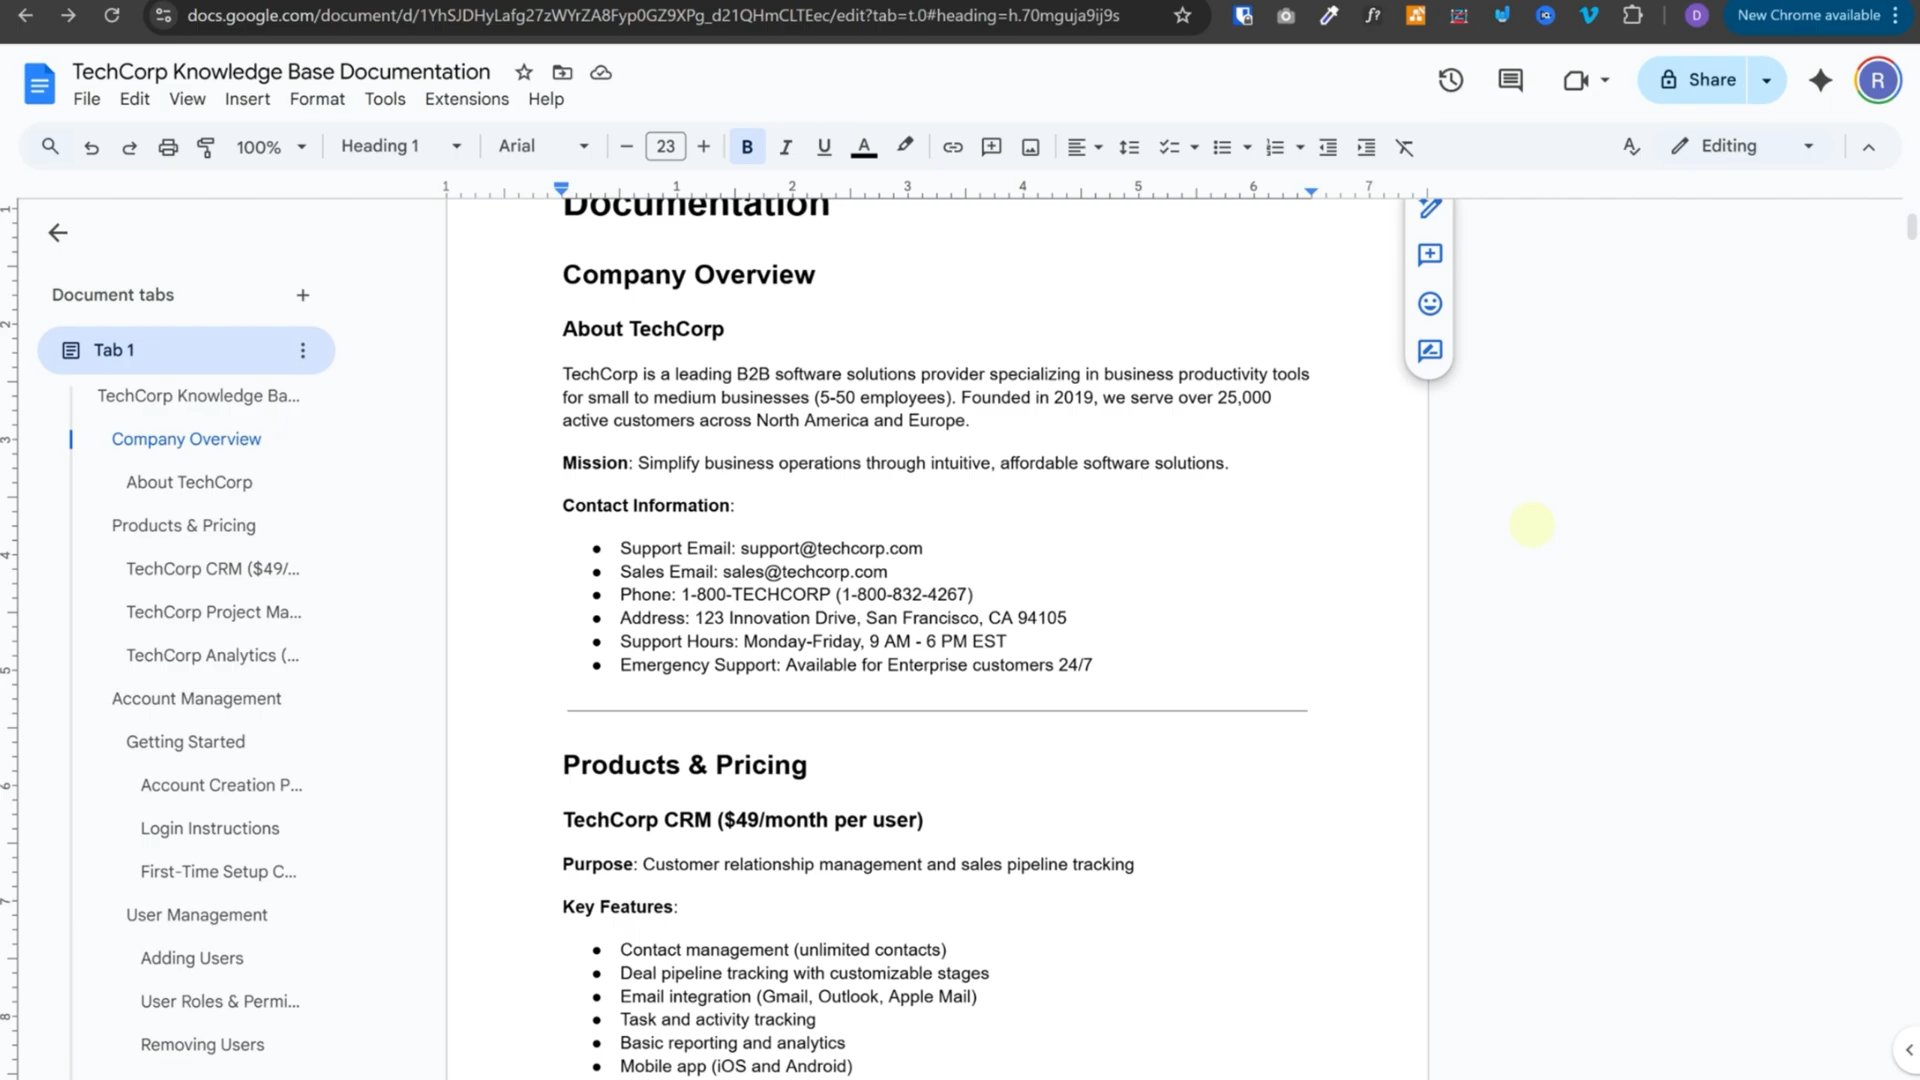 docs.google.com/document/d/1YhSJDHyLafg27zWYrZA8Fyp0GZ9XPg_d21QHmCLTEec/edit?tab=t.0#heading=h.70mguja9ij9s
D
New Chrome available
TechCorp Knowledge Base Documentation
File Edit View Insert Format Tools Extensions Help
Share
R
100% Heading 1 Arial 23 B I U A
Editing
1 1 2 3 4 5 6 7
Document tabs
Tab 1
TechCorp Knowledge Ba...
Company Overview
About TechCorp
Products & Pricing
TechCorp CRM ($49/...
TechCorp Project Ma...
TechCorp Analytics (...
Account Management
Getting Started
Account Creation P...
Login Instructions
First-Time Setup C...
User Management
Adding Users
User Roles & Permi...
Removing Users
Documentation
Company Overview
About TechCorp
TechCorp is a leading B2B software solutions provider specializing in business productivity tools
for small to medium businesses (5-50 employees). Founded in 2019, we serve over 25,000
active customers across North America and Europe.
Mission: Simplify business operations through intuitive, affordable software solutions.
Contact Information:
● Support Email: support@techcorp.com
● Sales Email: sales@techcorp.com
● Phone: 1-800-TECHCORP (1-800-832-4267)
● Address: 123 Innovation Drive, San Francisco, CA 94105
● Support Hours: Monday-Friday, 9 AM - 6 PM EST
● Emergency Support: Available for Enterprise customers 24/7
Products & Pricing
TechCorp CRM ($49/month per user)
Purpose: Customer relationship management and sales pipeline tracking
Key Features:
● Contact management (unlimited contacts)
● Deal pipeline tracking with customizable stages
● Email integration (Gmail, Outlook, Apple Mail)
● Task and activity tracking
● Basic reporting and analytics
● Mobile app (iOS and Android)